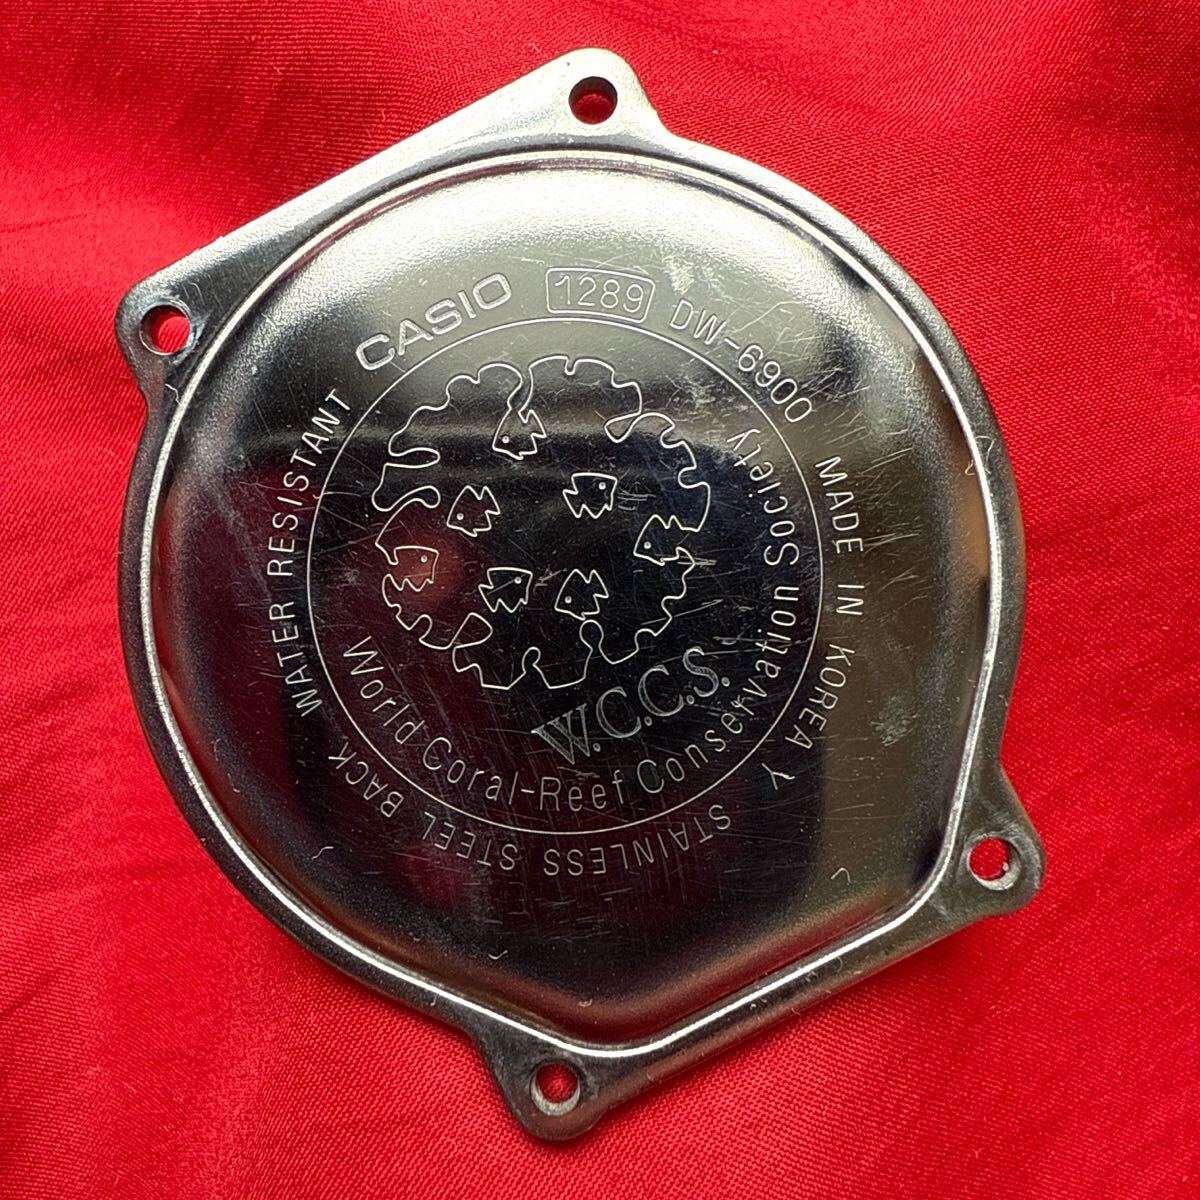 CASIO 1289 DW-6900
MADE IN KOREA Y
STAINLESS STEEL BACK
WATER RESISTANT
W.C.C.S.
World Coral-Reef Conservation Society